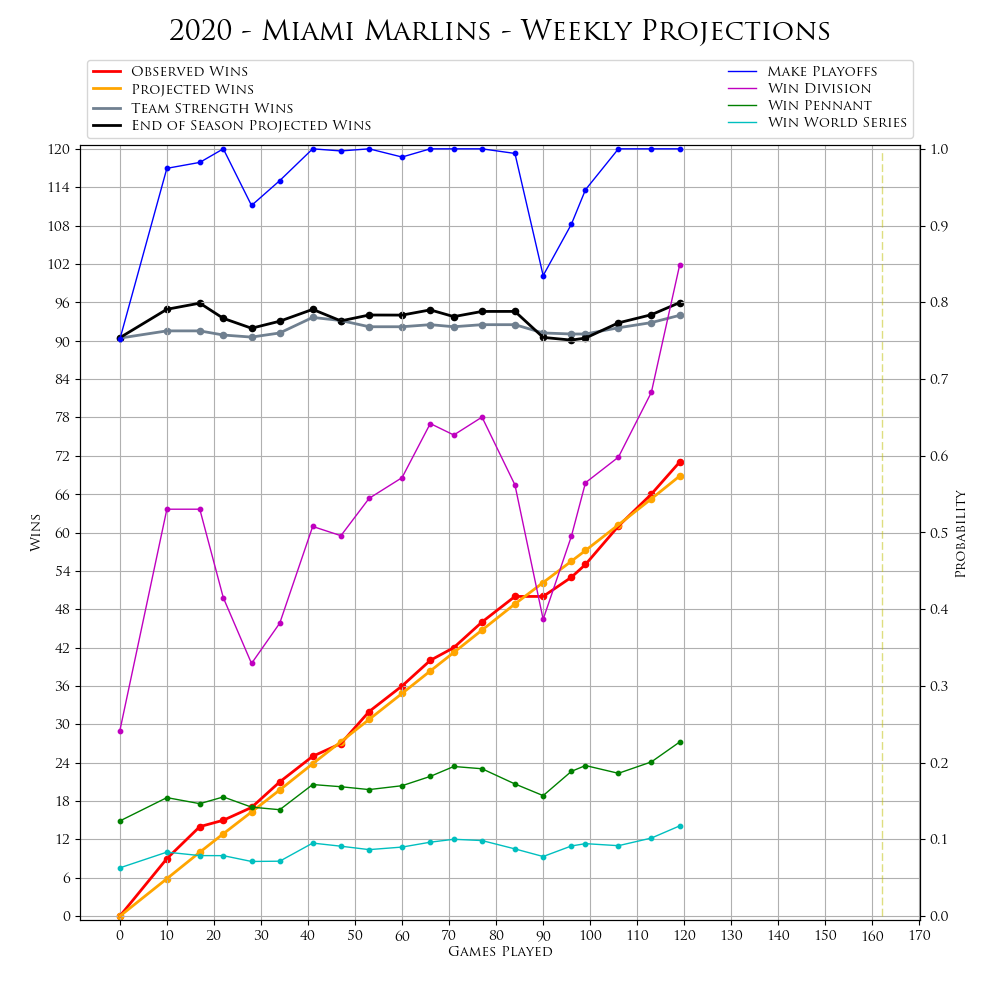 2020 - Miami Marlins - Weekly Projections
Observed Wins
Projected Wins
Team Strength Wins
End of Season Projected Wins
Make Playoffs
Win Division
Win Pennant
Win World Series
120
114
108
102
96
90
84
78
72
66
60
54
48
42
36
30
24
18
12
6
0
Wins
1.0
0.9
0.8
0.7
0.6
0.5
0.4
0.3
0.2
0.1
0.0
Probability
0 10 20 30 40 50 60 70 80 90 100 110 120 130 140 150 160 170
Games Played